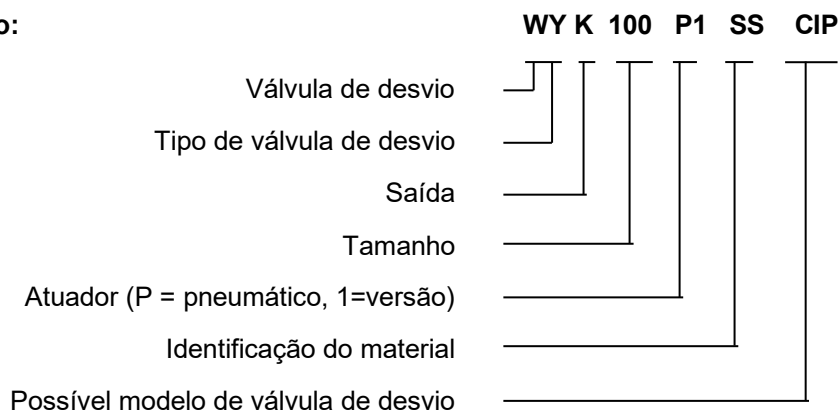 o: WY K 100 P1 SS CIP
Válvula de desvio
Tipo de válvula de desvio
Saída
Tamanho
Atuador (P = pneumático, 1=versão)
Identificação do material
Possível modelo de válvula de desvio